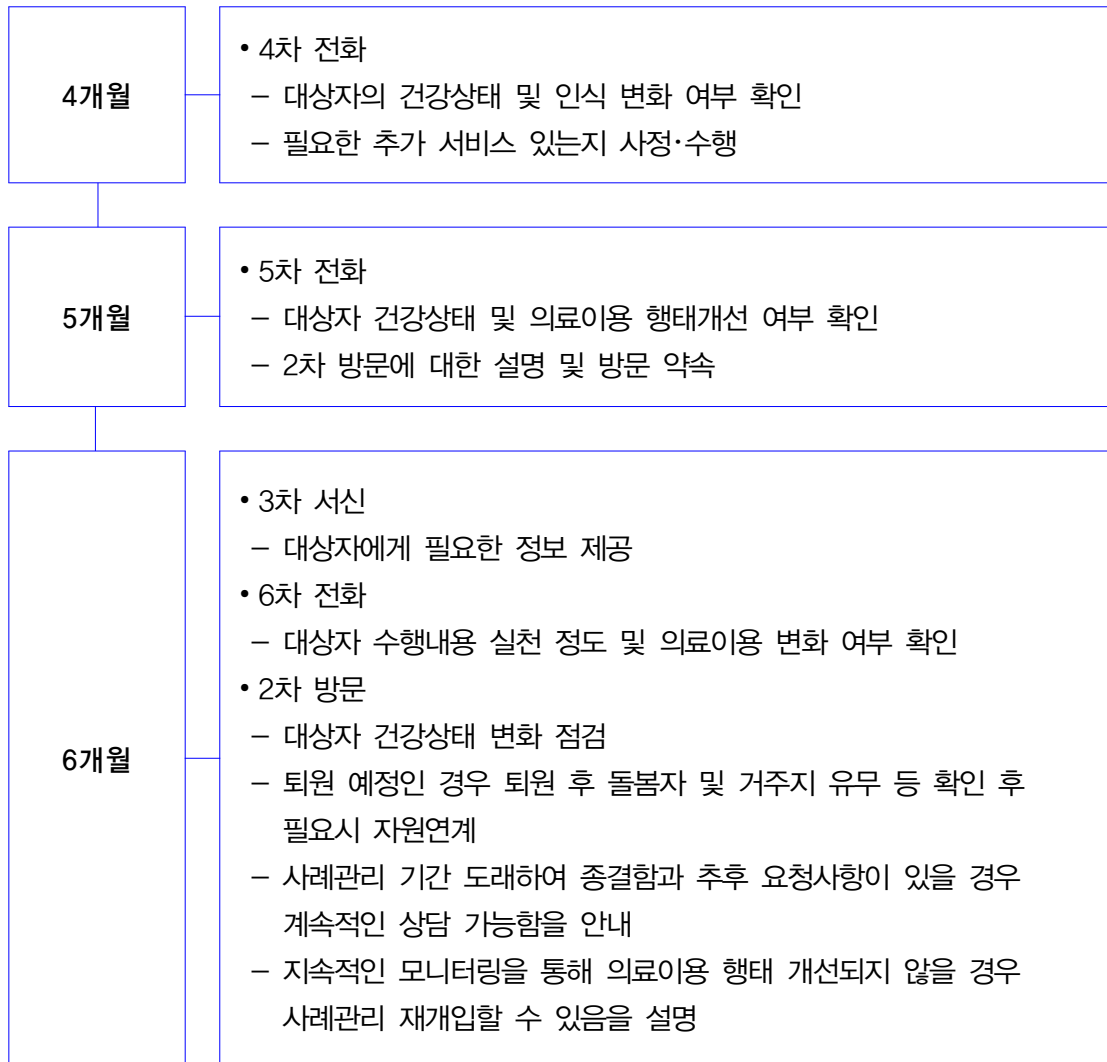 4개월
• 4차 전화
– 대상자의 건강상태 및 인식 변화 여부 확인
– 필요한 추가 서비스 있는지 사정·수행
5개월
• 5차 전화
– 대상자 건강상태 및 의료이용 행태개선 여부 확인
– 2차 방문에 대한 설명 및 방문 약속
6개월
• 3차 서신
– 대상자에게 필요한 정보 제공
• 6차 전화
– 대상자 수행내용 실천 정도 및 의료이용 변화 여부 확인
• 2차 방문
– 대상자 건강상태 변화 점검
– 퇴원 예정인 경우 퇴원 후 돌봄자 및 거주지 유무 등 확인 후
필요시 자원연계
– 사례관리 기간 도래하여 종결함과 추후 요청사항이 있을 경우
계속적인 상담 가능함을 안내
– 지속적인 모니터링을 통해 의료이용 행태 개선되지 않을 경우
사례관리 재개입할 수 있음을 설명